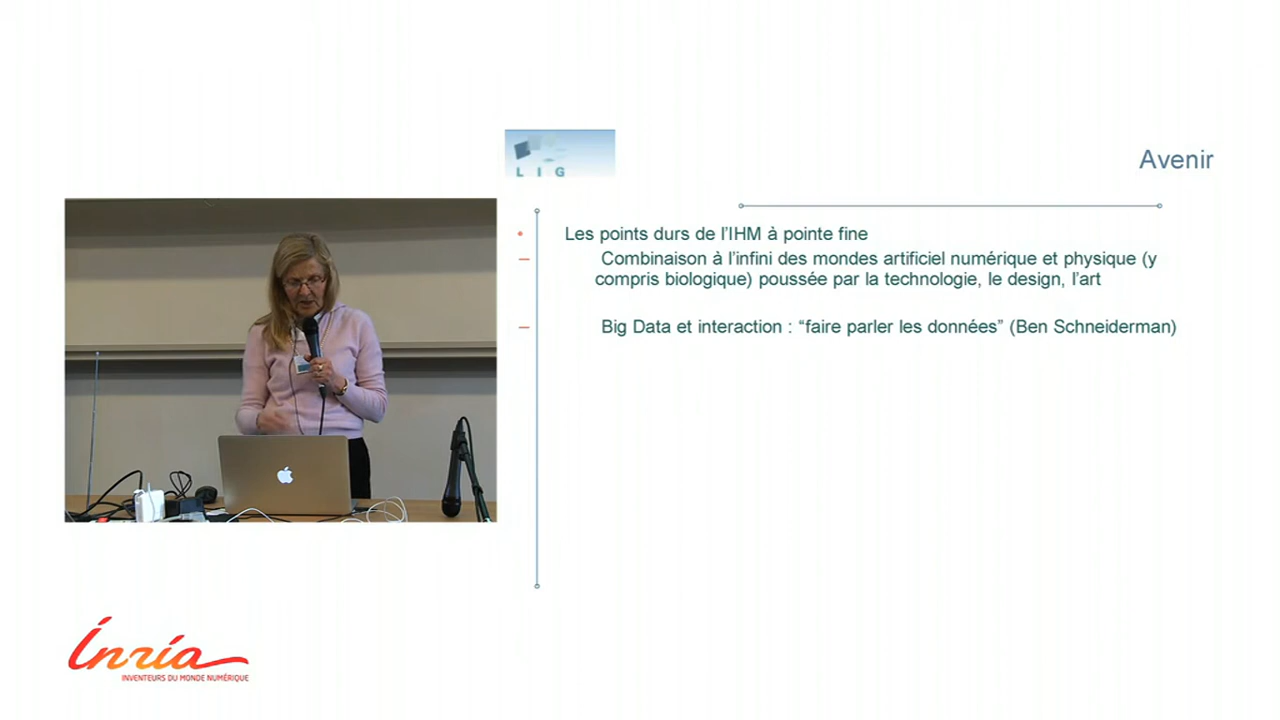 L I G
Avenir
• Les points durs de l'IHM à pointe fine
– Combinaison à l'infini des mondes artificiel numérique et physique (y
compris biologique) poussée par la technologie, le design, l'art
– Big Data et interaction : “faire parler les données” (Ben Schneiderman)
inria
INVENTEURS DU MONDE NUMÉRIQUE